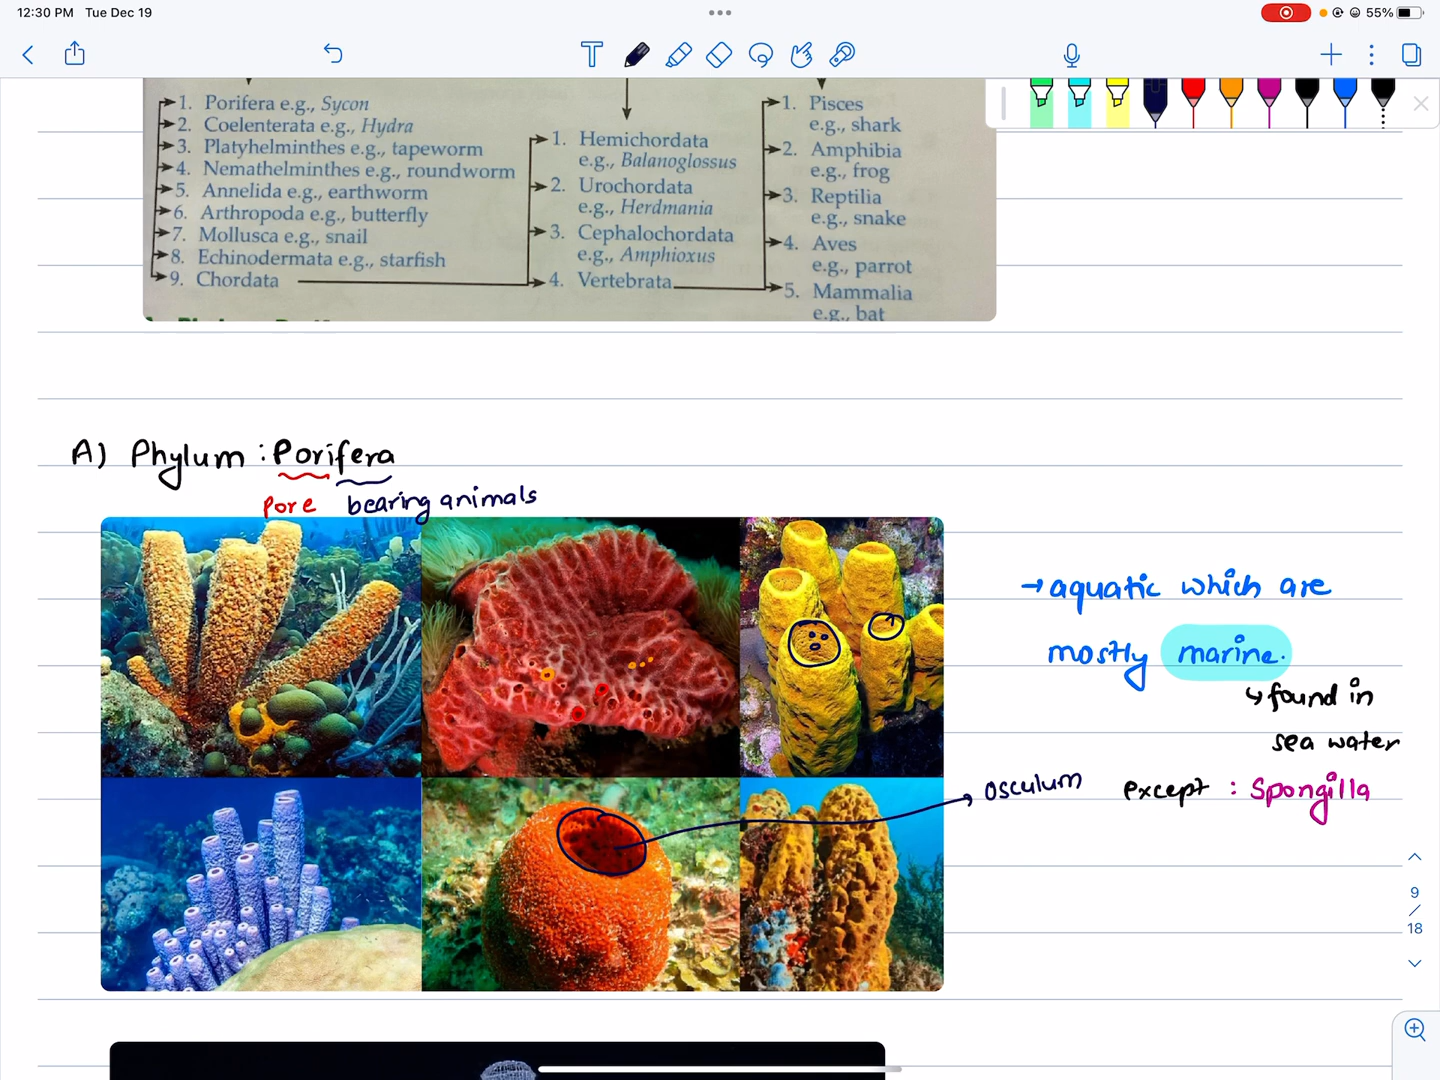 12:30 PM Tue Dec 19
55%
1. Porifera e.g., Sycon
2. Coelenterata e.g., Hydra
3. Platyhelminthes e.g., tapeworm
4. Nemathelminthes e.g., roundworm
5. Annelida e.g., earthworm
6. Arthropoda e.g., butterfly
7. Mollusca e.g., snail
8. Echinodermata e.g., starfish
9. Chordata
1. Hemichordata
e.g., Balanoglossus
2. Urochordata
e.g., Herdmania
3. Cephalochordata
e.g., Amphioxus
4. Vertebrata
1. Pisces
e.g., shark
2. Amphibia
e.g., frog
3. Reptilia
e.g., snake
4. Aves
e.g., parrot
5. Mammalia
e.g., bat
A) Phylum : Porifera
Pore bearing animals
→ aquatic which are
mostly marine.
↳ found in
sea water
osculum
except : Spongilla
9
/
18